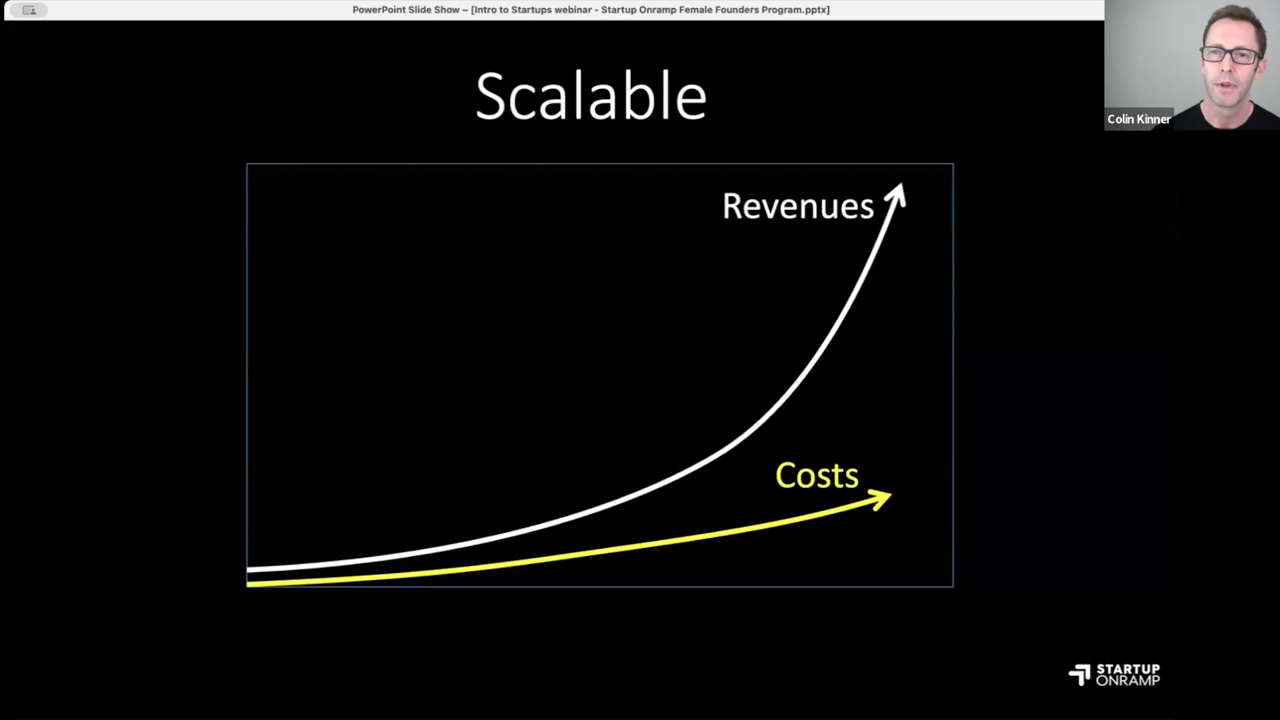 PowerPoint Slide Show – [Intro to Startups webinar - Startup Onramp Female Founders Program.pptx]
Colin Kinner
Scalable
Revenues
Costs
STARTUP
ONRAMP